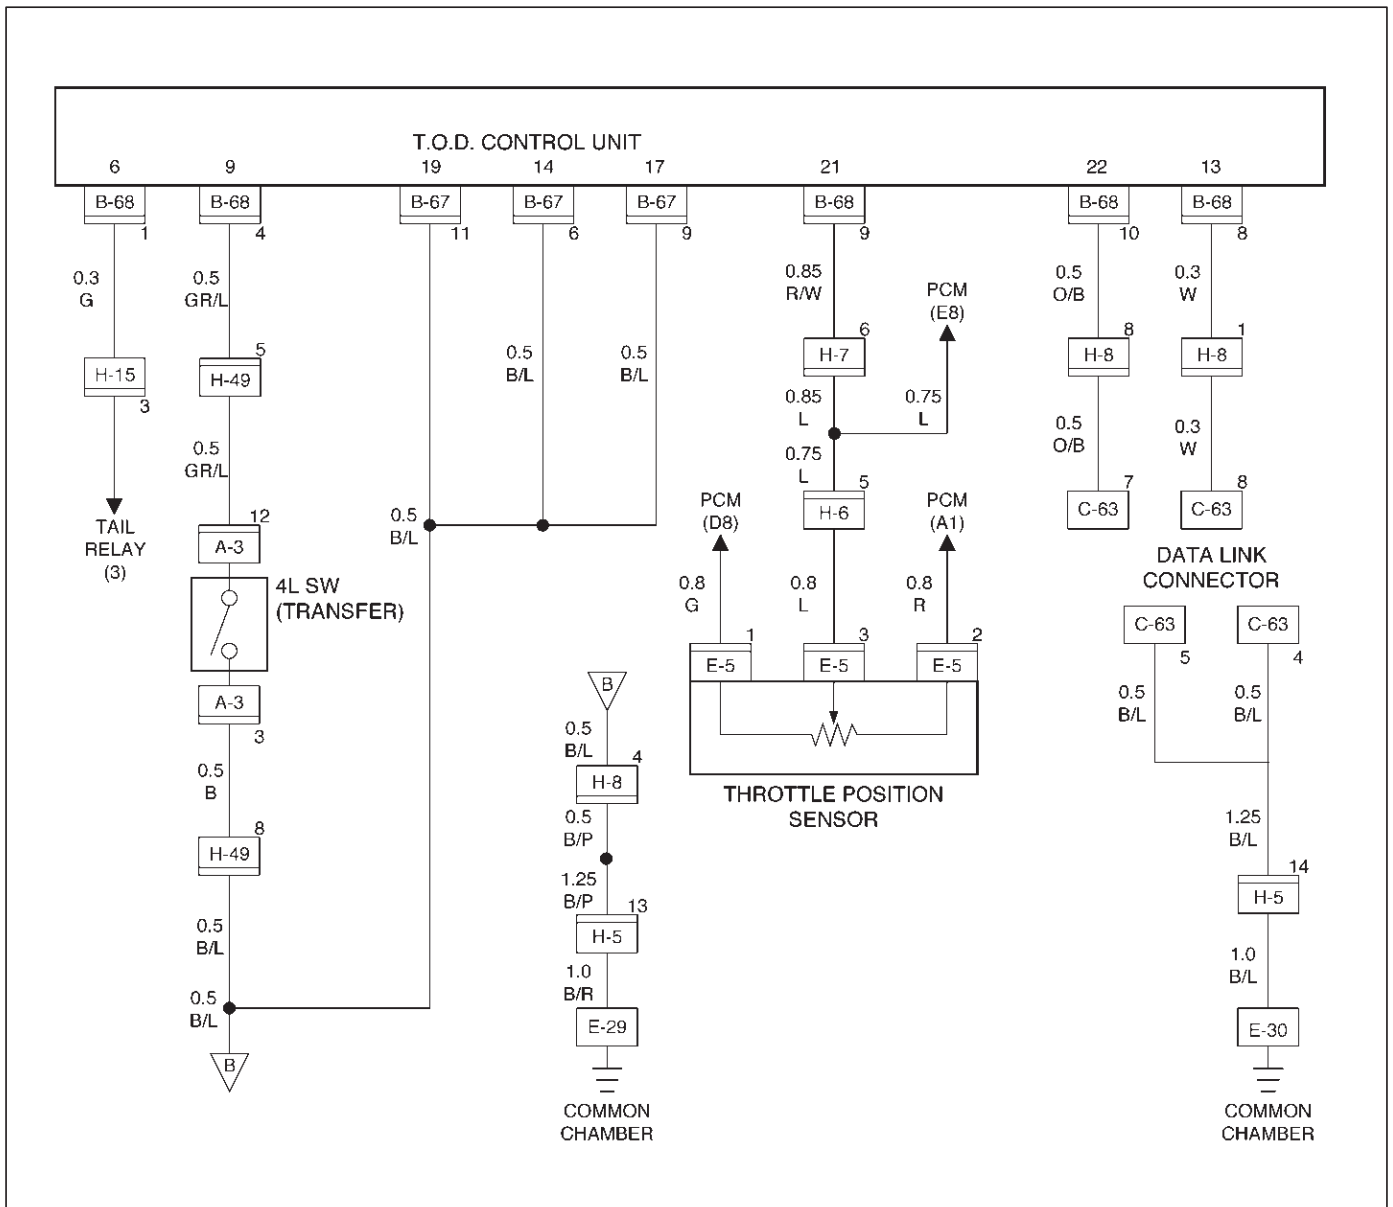 T.O.D. CONTROL UNIT
6 9 19 14 17 21 22 13
B-68 B-68 B-67 B-67 B-67 B-68 B-68 B-68
1 4 11 6 9 9 10 8
0.3
G
0.5
GR/L
0.85
R/W
PCM
(E8)
0.5
O/B
0.3
W
H-15
3
5
H-49
0.5
B/L
0.5
B/L
6
H-7
8
H-8
1
H-8
0.85
L
0.75
L
0.5
GR/L
0.75
L
0.5
O/B
0.3
W
TAIL
RELAY
(3)
12
A-3
0.5
B/L
PCM
(D8)
5
H-6
PCM
(A1)
7
C-63
8
C-63
DATA LINK
CONNECTOR
4L SW
(TRANSFER)
0.8
G
0.8
L
0.8
R
C-63
5
C-63
4
1
E-5
3
E-5
2
E-5
A-3
3
B
0.5
B/L
0.5
B/L
0.5
B/L
4
H-8
0.5
B
THROTTLE POSITION
SENSOR
0.5
B/P
1.25
B/L
8
H-49
1.25
B/P
14
H-5
13
H-5
0.5
B/L
1.0
B/R
1.0
B/L
0.5
B/L
E-29
E-30
B
COMMON
CHAMBER
COMMON
CHAMBER